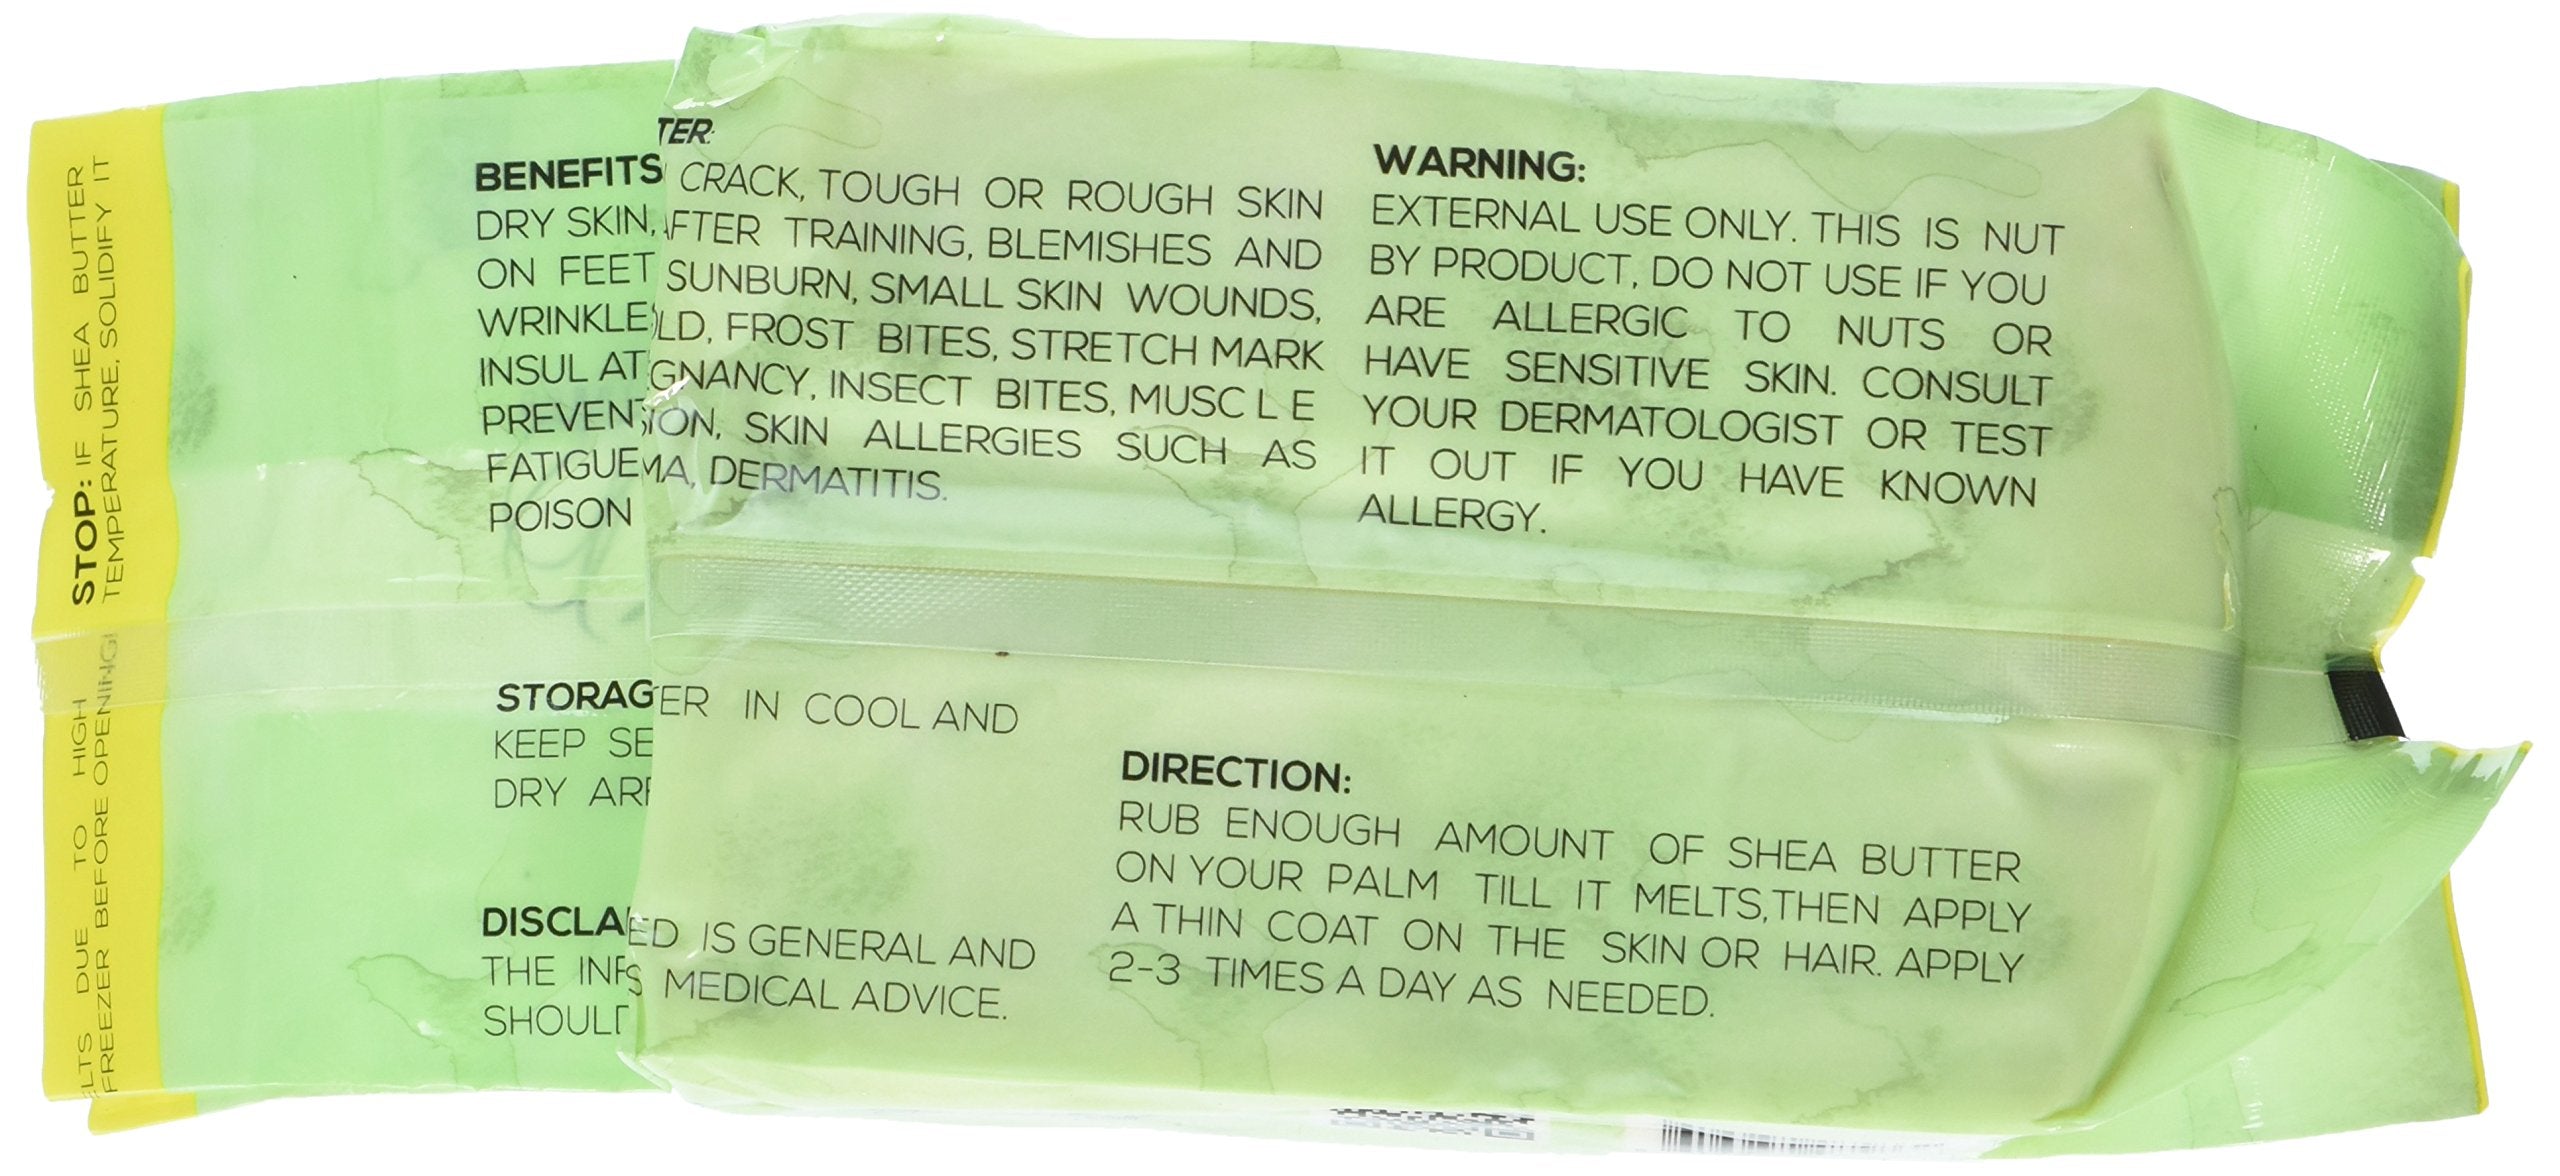 STOP: IF SHEA BUTTER
ELTS DUE TO HIGH
TEMPERATURE, SOLIDIFY IT
FREEZER BEFORE OPENING
BENEFITS
TER:
DRY SKIN, CRACK, TOUGH OR ROUGH SKIN
ON FEET AFTER TRAINING, BLEMISHES AND
WRINKLE SUNBURN, SMALL SKIN WOUNDS,
INSUL AT LD, FROST BITES, STRETCH MARK
PREVENT GNANCY, INSECT BITES, MUSC L E
FATIGUE ION, SKIN ALLERGIES SUCH AS
POISON MA, DERMATITIS.
WARNING:
EXTERNAL USE ONLY. THIS IS NUT
BY PRODUCT, DO NOT USE IF YOU
ARE ALLERGIC TO NUTS OR
HAVE SENSITIVE SKIN. CONSULT
YOUR DERMATOLOGIST OR TEST
IT OUT IF YOU HAVE KNOWN
ALLERGY.
STORAG
KEEP SE ER IN COOL AND
DRY AR
DISCLA
THE INF ED IS GENERAL AND
SHOUL S MEDICAL ADVICE.
DIRECTION:
RUB ENOUGH AMOUNT OF SHEA BUTTER
ON YOUR PALM TILL IT MELTS,THEN APPLY
A THIN COAT ON THE SKIN OR HAIR. APPLY
2-3 TIMES A DAY AS NEEDED.